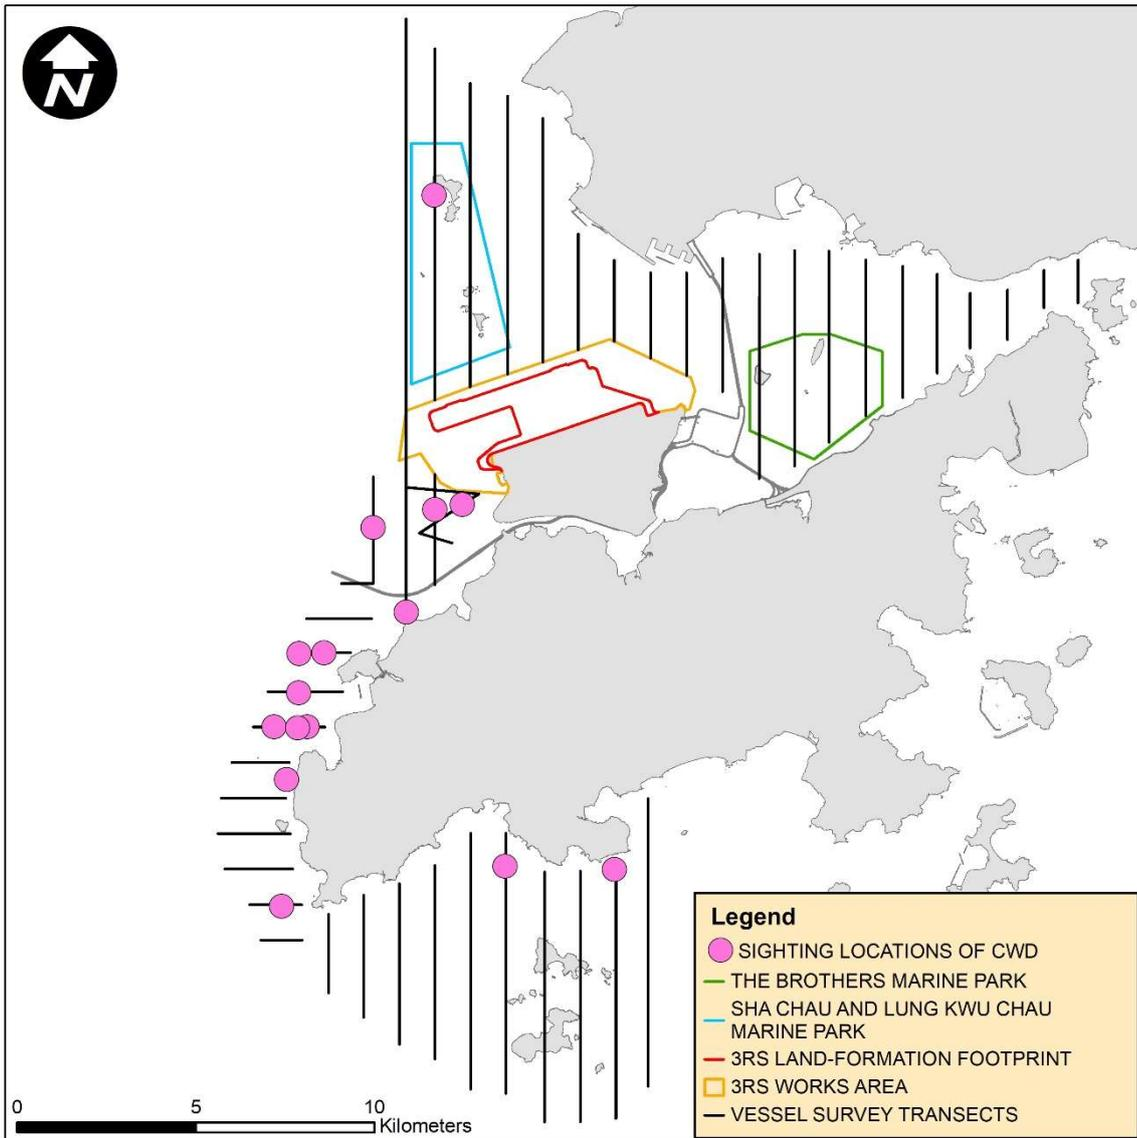 N
Legend
SIGHTING LOCATIONS OF CWD
THE BROTHERS MARINE PARK
SHA CHAU AND LUNG KWU CHAU
MARINE PARK
3RS LAND-FORMATION FOOTPRINT
3RS WORKS AREA
VESSEL SURVEY TRANSECTS
0 5 10
Kilometers